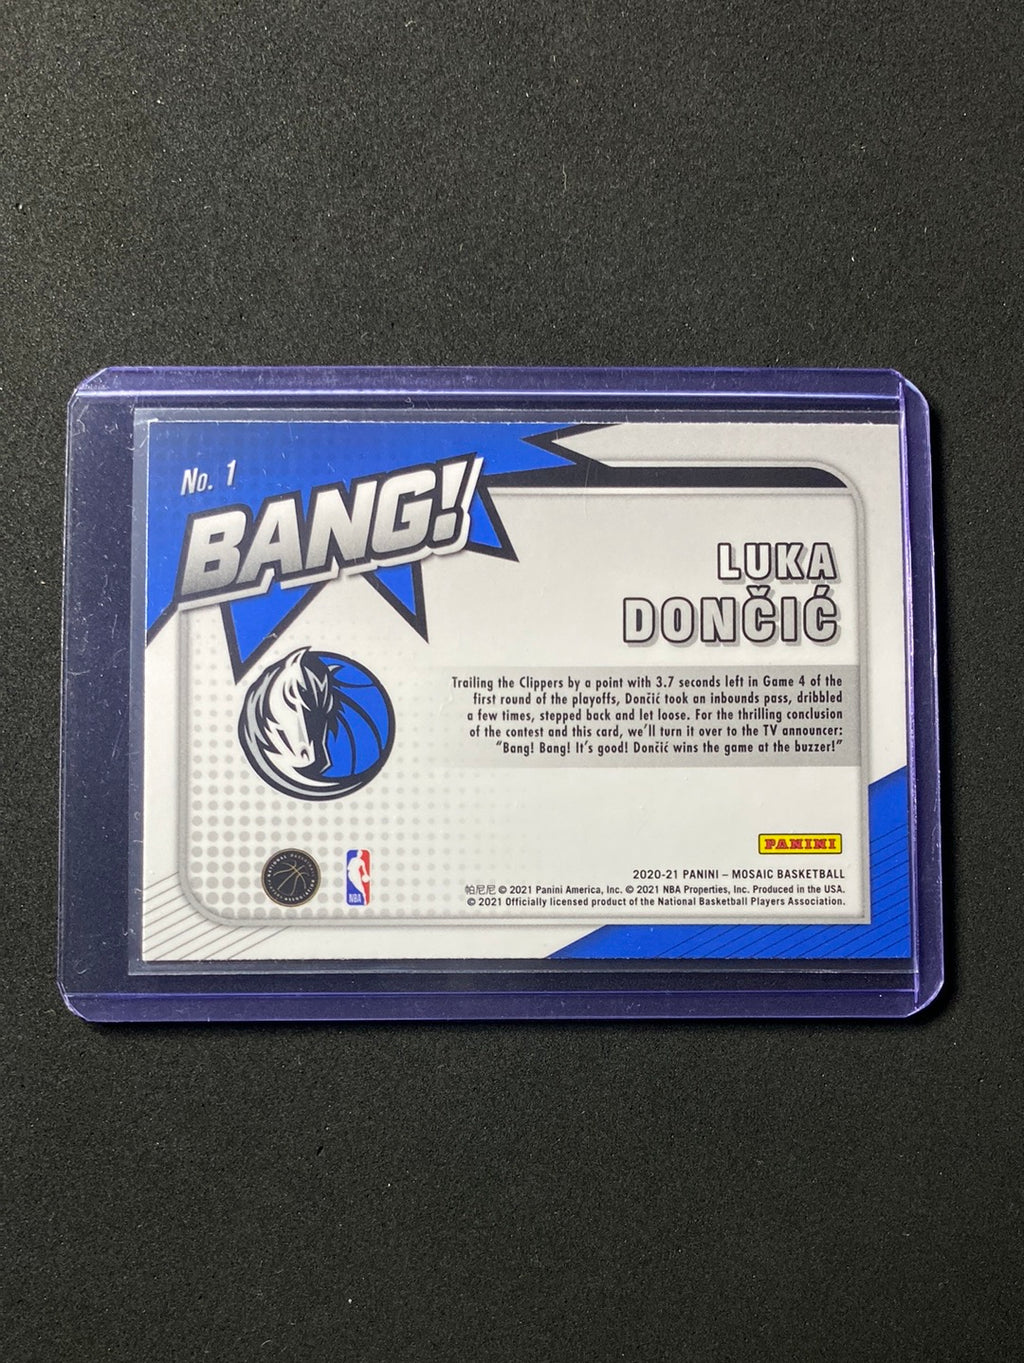 No. 1
BANG!
LUKA
DONČIĆ
Trailing the Clippers by a point with 3.7 seconds left in Game 4 of the
first round of the playoffs, Dončić took an inbounds pass, dribbled
a few times, stepped back and let loose. For the thrilling conclusion
of the contest and this card, we'll turn it over to the TV announcer:
"Bang! Bang! It's good! Dončić wins the game at the buzzer!"
PANINI
NBA
2020-21 PANINI – MOSAIC BASKETBALL
帕尼尼 © 2021 Panini America, Inc. © 2021 NBA Properties, Inc. Produced in the USA.
© 2021 Officially licensed product of the National Basketball Players Association.